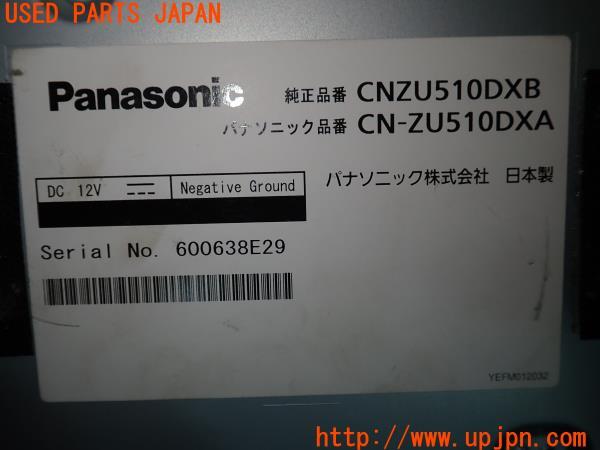 USED PARTS JAPAN
Panasonic 純正品番 CNZU510DXB
パナソニック品番 CN-ZU510DXA
DC 12V Negative Ground
パナソニック株式会社 日本製
Serial No. 600638E29
YEFM012032
http://www.upjpn.com